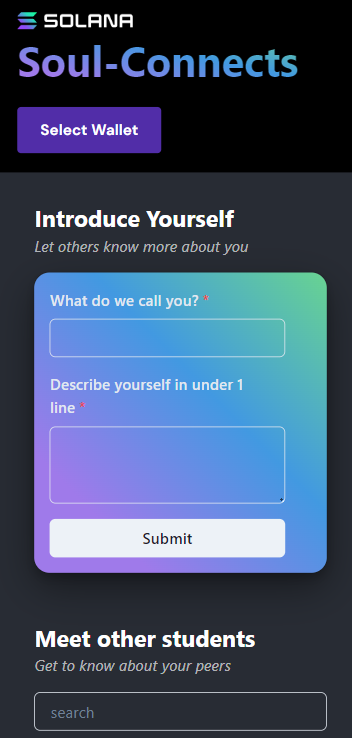 SOLANA
Soul-Connects
Select Wallet
Introduce Yourself
Let others know more about you
What do we call you? *
Describe yourself in under 1
line *
Submit
Meet other students
Get to know about your peers
search